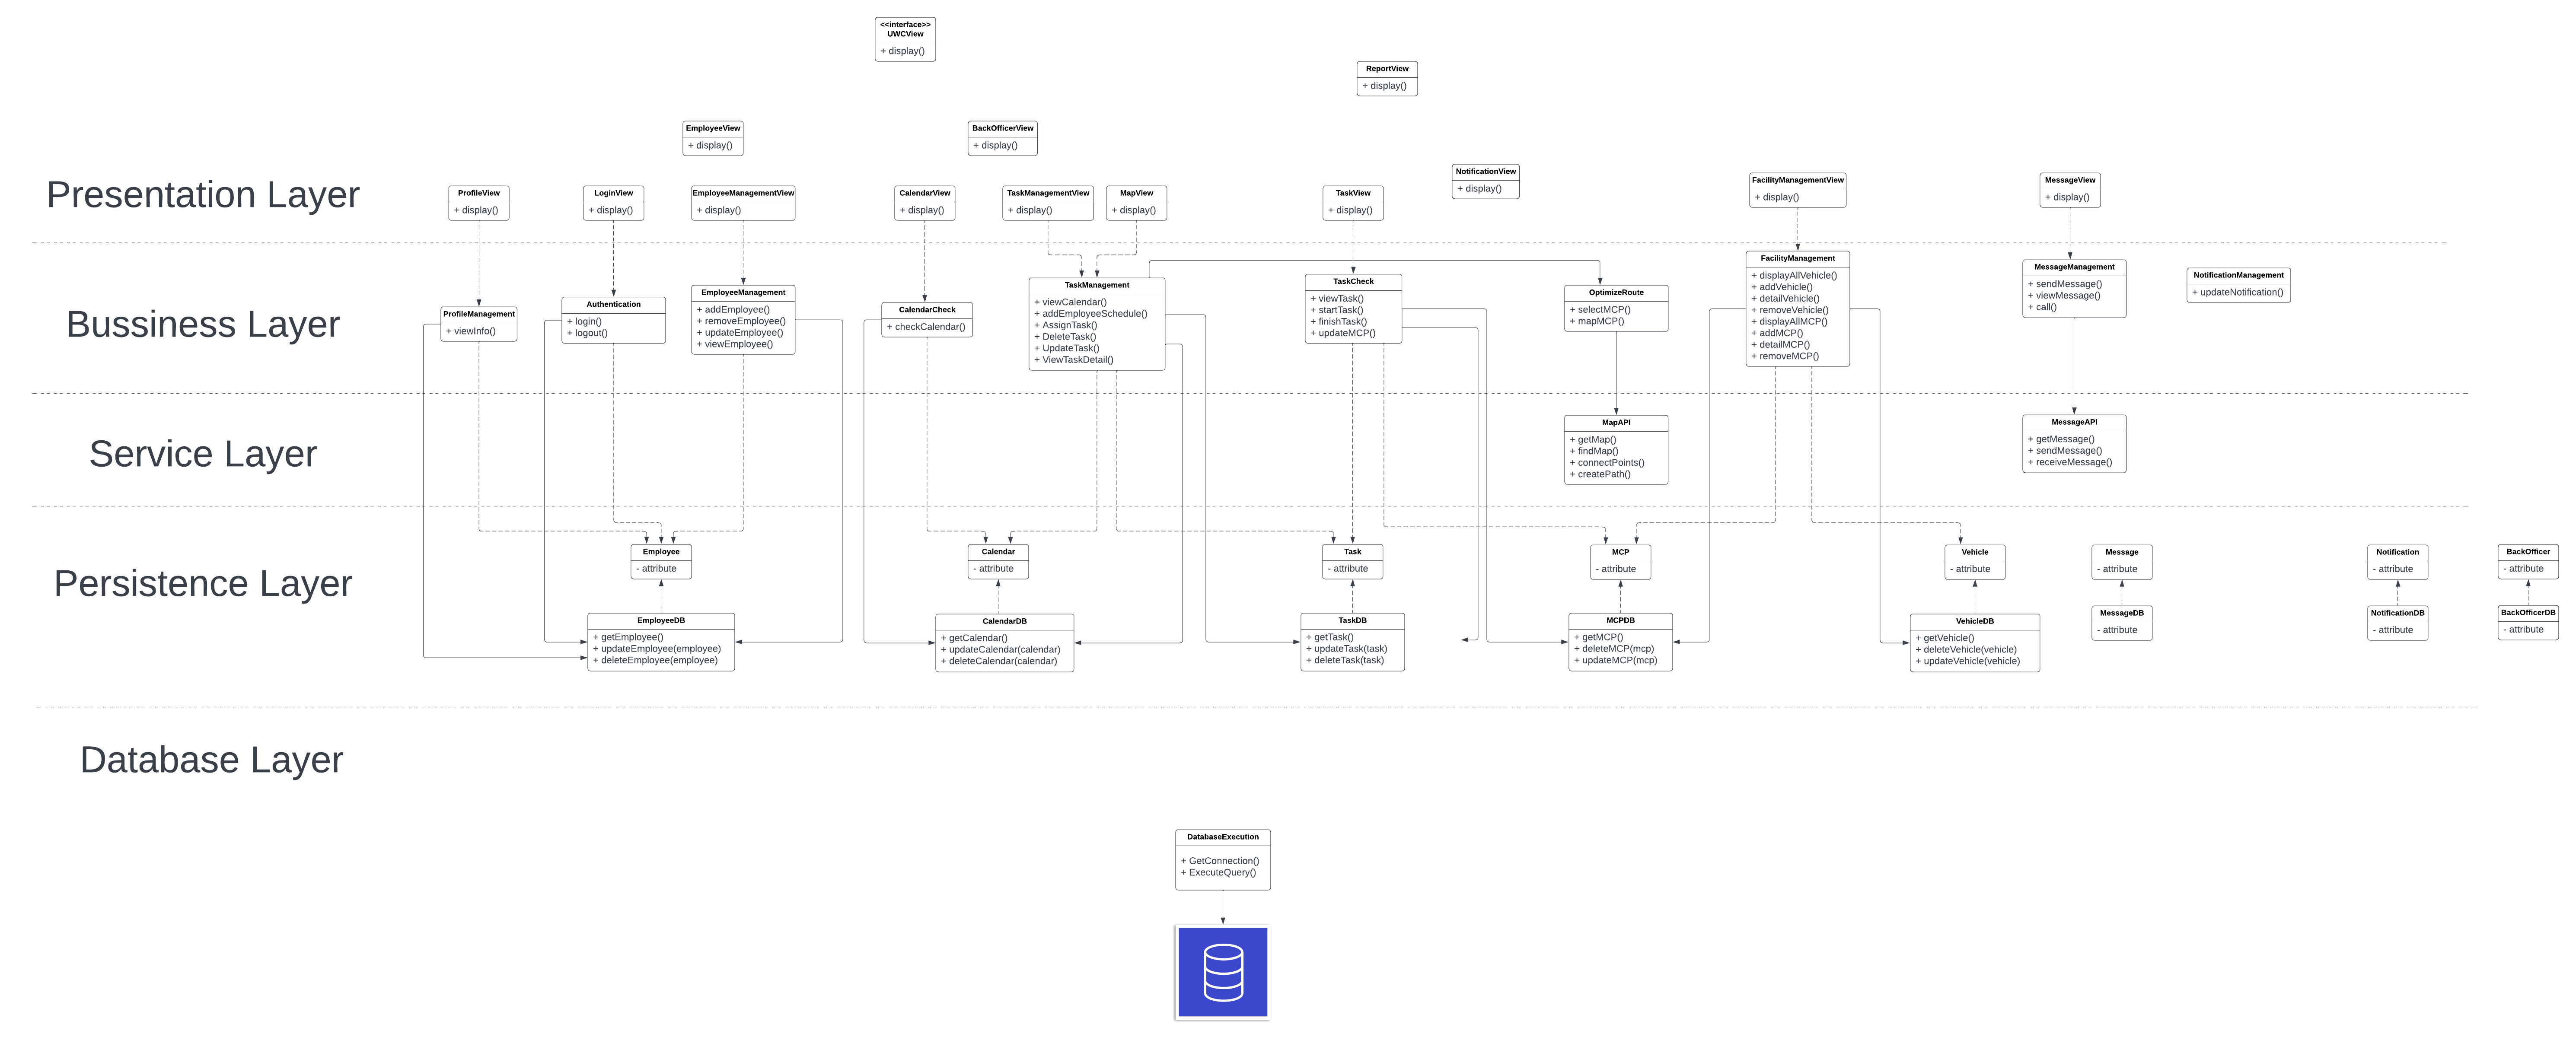 <<interface>>
UWCView
+ display()
ReportView
+ display()
EmployeeView
+ display()
BackOfficerView
+ display()
Presentation Layer
ProfileView
+ display()
LoginView
+ display()
EmployeeManagementView
+ display()
CalendarView
+ display()
TaskManagementView
+ display()
MapView
+ display()
TaskView
+ display()
NotificationView
+ display()
FacilityManagementView
+ display()
MessageView
+ display()
Bussiness Layer
ProfileManagement
+ viewInfo()
Authentication
+ login()
+ logout()
EmployeeManagement
+ addEmployee()
+ removeEmployee()
+ updateEmployee()
+ viewEmployee()
CalendarCheck
+ checkCalendar()
TaskManagement
+ viewCalendar()
+ addEmployeeSchedule()
+ AssignTask()
+ DeleteTask()
+ UpdateTask()
+ ViewTaskDetail()
TaskCheck
+ viewTask()
+ startTask()
+ finishTask()
+ updateMCP()
OptimizeRoute
+ selectMCP()
+ mapMCP()
FacilityManagement
+ displayAllVehicle()
+ addVehicle()
+ detailVehicle()
+ removeVehicle()
+ displayAllMCP()
+ addMCP()
+ detailMCP()
+ removeMCP()
MessageManagement
+ sendMessage()
+ viewMessage()
+ call()
NotificationManagement
+ updateNotification()
Service Layer
MapAPI
+ getMap()
+ findMap()
+ connectPoints()
+ createPath()
MessageAPI
+ getMessage()
+ sendMessage()
+ receiveMessage()
Persistence Layer
Employee
- attribute
Calendar
- attribute
Task
- attribute
MCP
- attribute
Vehicle
- attribute
Message
- attribute
Notification
- attribute
BackOfficer
- attribute
EmployeeDB
+ getEmployee()
+ updateEmployee(employee)
+ deleteEmployee(employee)
CalendarDB
+ getCalendar()
+ updateCalendar(calendar)
+ deleteCalendar(calendar)
TaskDB
+ getTask()
+ updateTask(task)
+ deleteTask(task)
MCPDB
+ getMCP()
+ deleteMCP(mcp)
+ updateMCP(mcp)
VehicleDB
+ getVehicle()
+ deleteVehicle(vehicle)
+ updateVehicle(vehicle)
MessageDB
- attribute
NotificationDB
- attribute
BackOfficerDB
- attribute
Database Layer
DatabaseExecution
+ GetConnection()
+ ExecuteQuery()